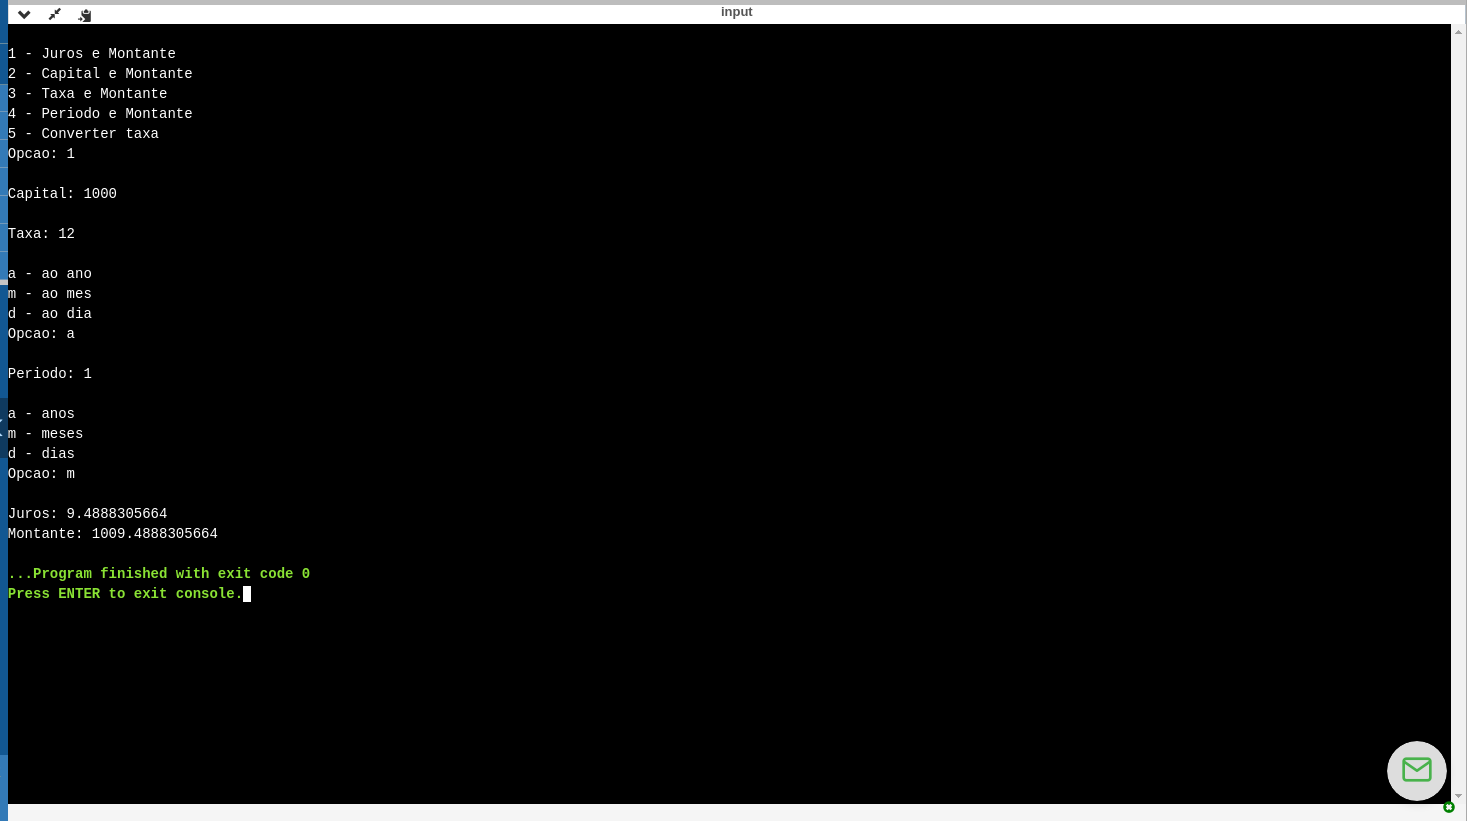 input
1 - Juros e Montante
2 - Capital e Montante
3 - Taxa e Montante
4 - Periodo e Montante
5 - Converter taxa
Opcao: 1
Capital: 1000
Taxa: 12
a - ao ano
m - ao mes
d - ao dia
Opcao: a
Periodo: 1
a - anos
m - meses
d - dias
Opcao: m
Juros: 9.4888305664
Montante: 1009.4888305664
...Program finished with exit code 0
Press ENTER to exit console.